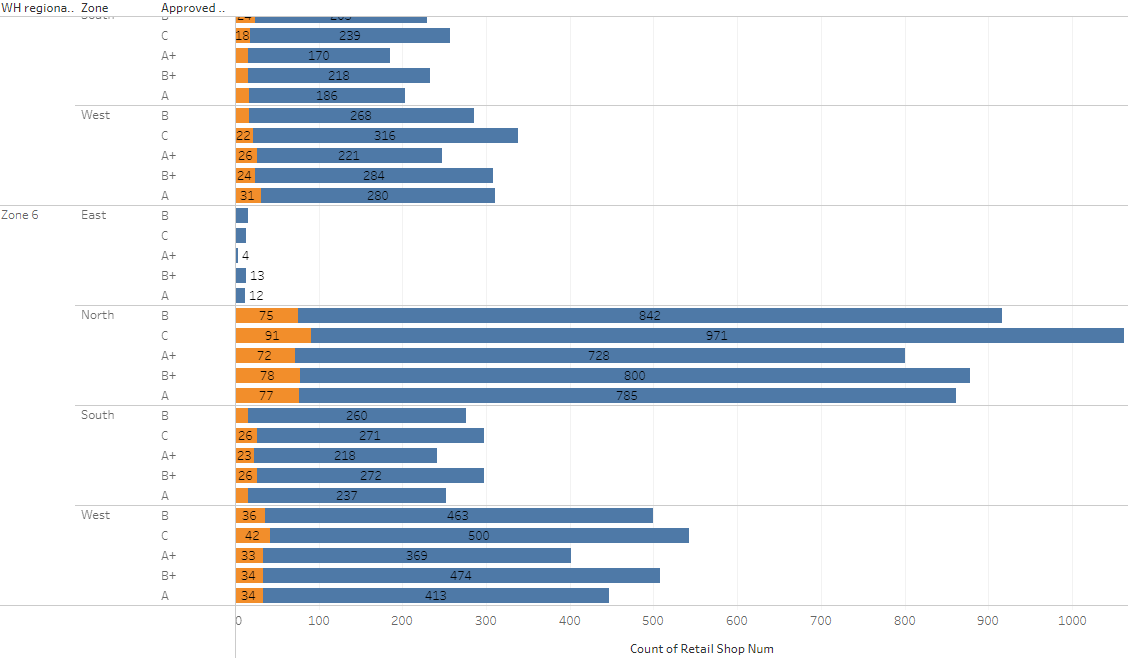 WH regiona.. Zone Approved ..
South
C 18 239
A+ 170
B+ 218
A 186
West B 268
C 22 316
A+ 26 221
B+ 24 284
A 31 280
Zone 6 East B
C
A+ 4
B+ 13
A 12
North B 75 842
C 91 971
A+ 72 728
B+ 78 800
A 77 785
South B 260
C 26 271
A+ 23 218
B+ 26 272
A 237
West B 36 463
C 42 500
A+ 33 369
B+ 34 474
A 34 413
0 100 200 300 400 500 600 700 800 900 1000
Count of Retail Shop Num